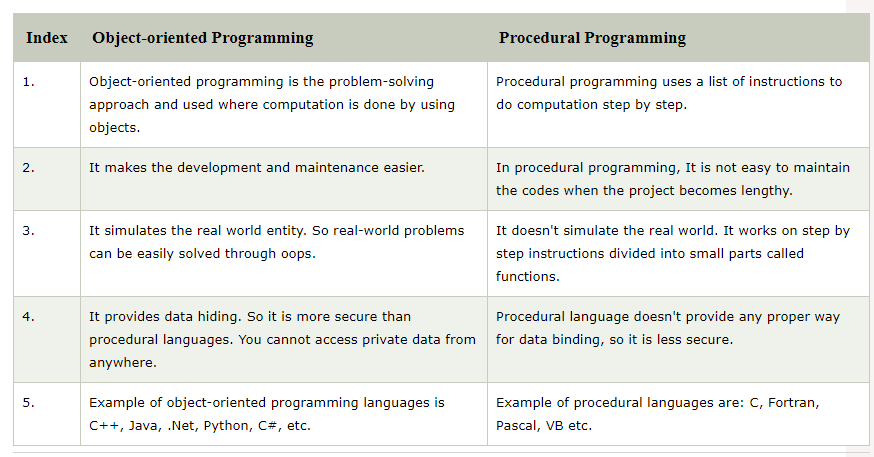 Index Object-oriented Programming Procedural Programming
1.
Object-oriented programming is the problem-solving
approach and used where computation is done by using
objects.
Procedural programming uses a list of instructions to
do computation step by step.
2.
It makes the development and maintenance easier.
In procedural programming, It is not easy to maintain
the codes when the project becomes lengthy.
3.
It simulates the real world entity. So real-world problems
can be easily solved through oops.
It doesn't simulate the real world. It works on step by
step instructions divided into small parts called
functions.
4.
It provides data hiding. So it is more secure than
procedural languages. You cannot access private data from
anywhere.
Procedural language doesn't provide any proper way
for data binding, so it is less secure.
5.
Example of object-oriented programming languages is
C++, Java, .Net, Python, C#, etc.
Example of procedural languages are: C, Fortran,
Pascal, VB etc.